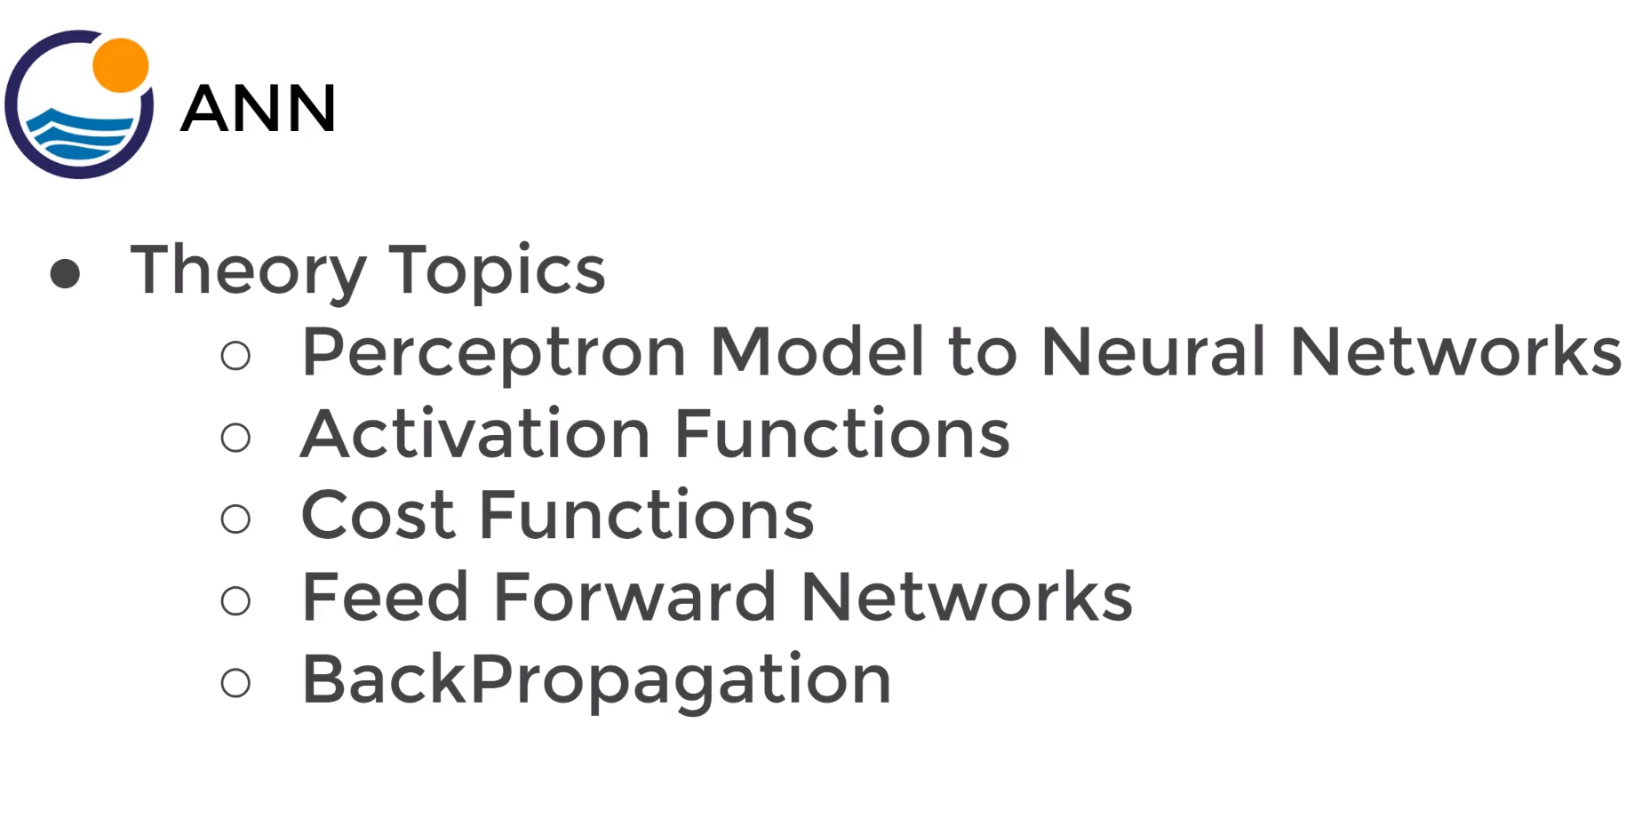 ANN
● Theory Topics
○ Perceptron Model to Neural Networks
○ Activation Functions
○ Cost Functions
○ Feed Forward Networks
○ BackPropagation